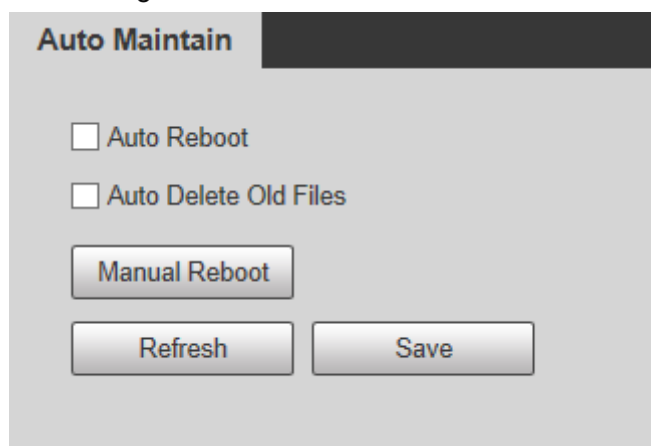 Auto Maintain
Auto Reboot
Auto Delete Old Files
Manual Reboot
Refresh Save